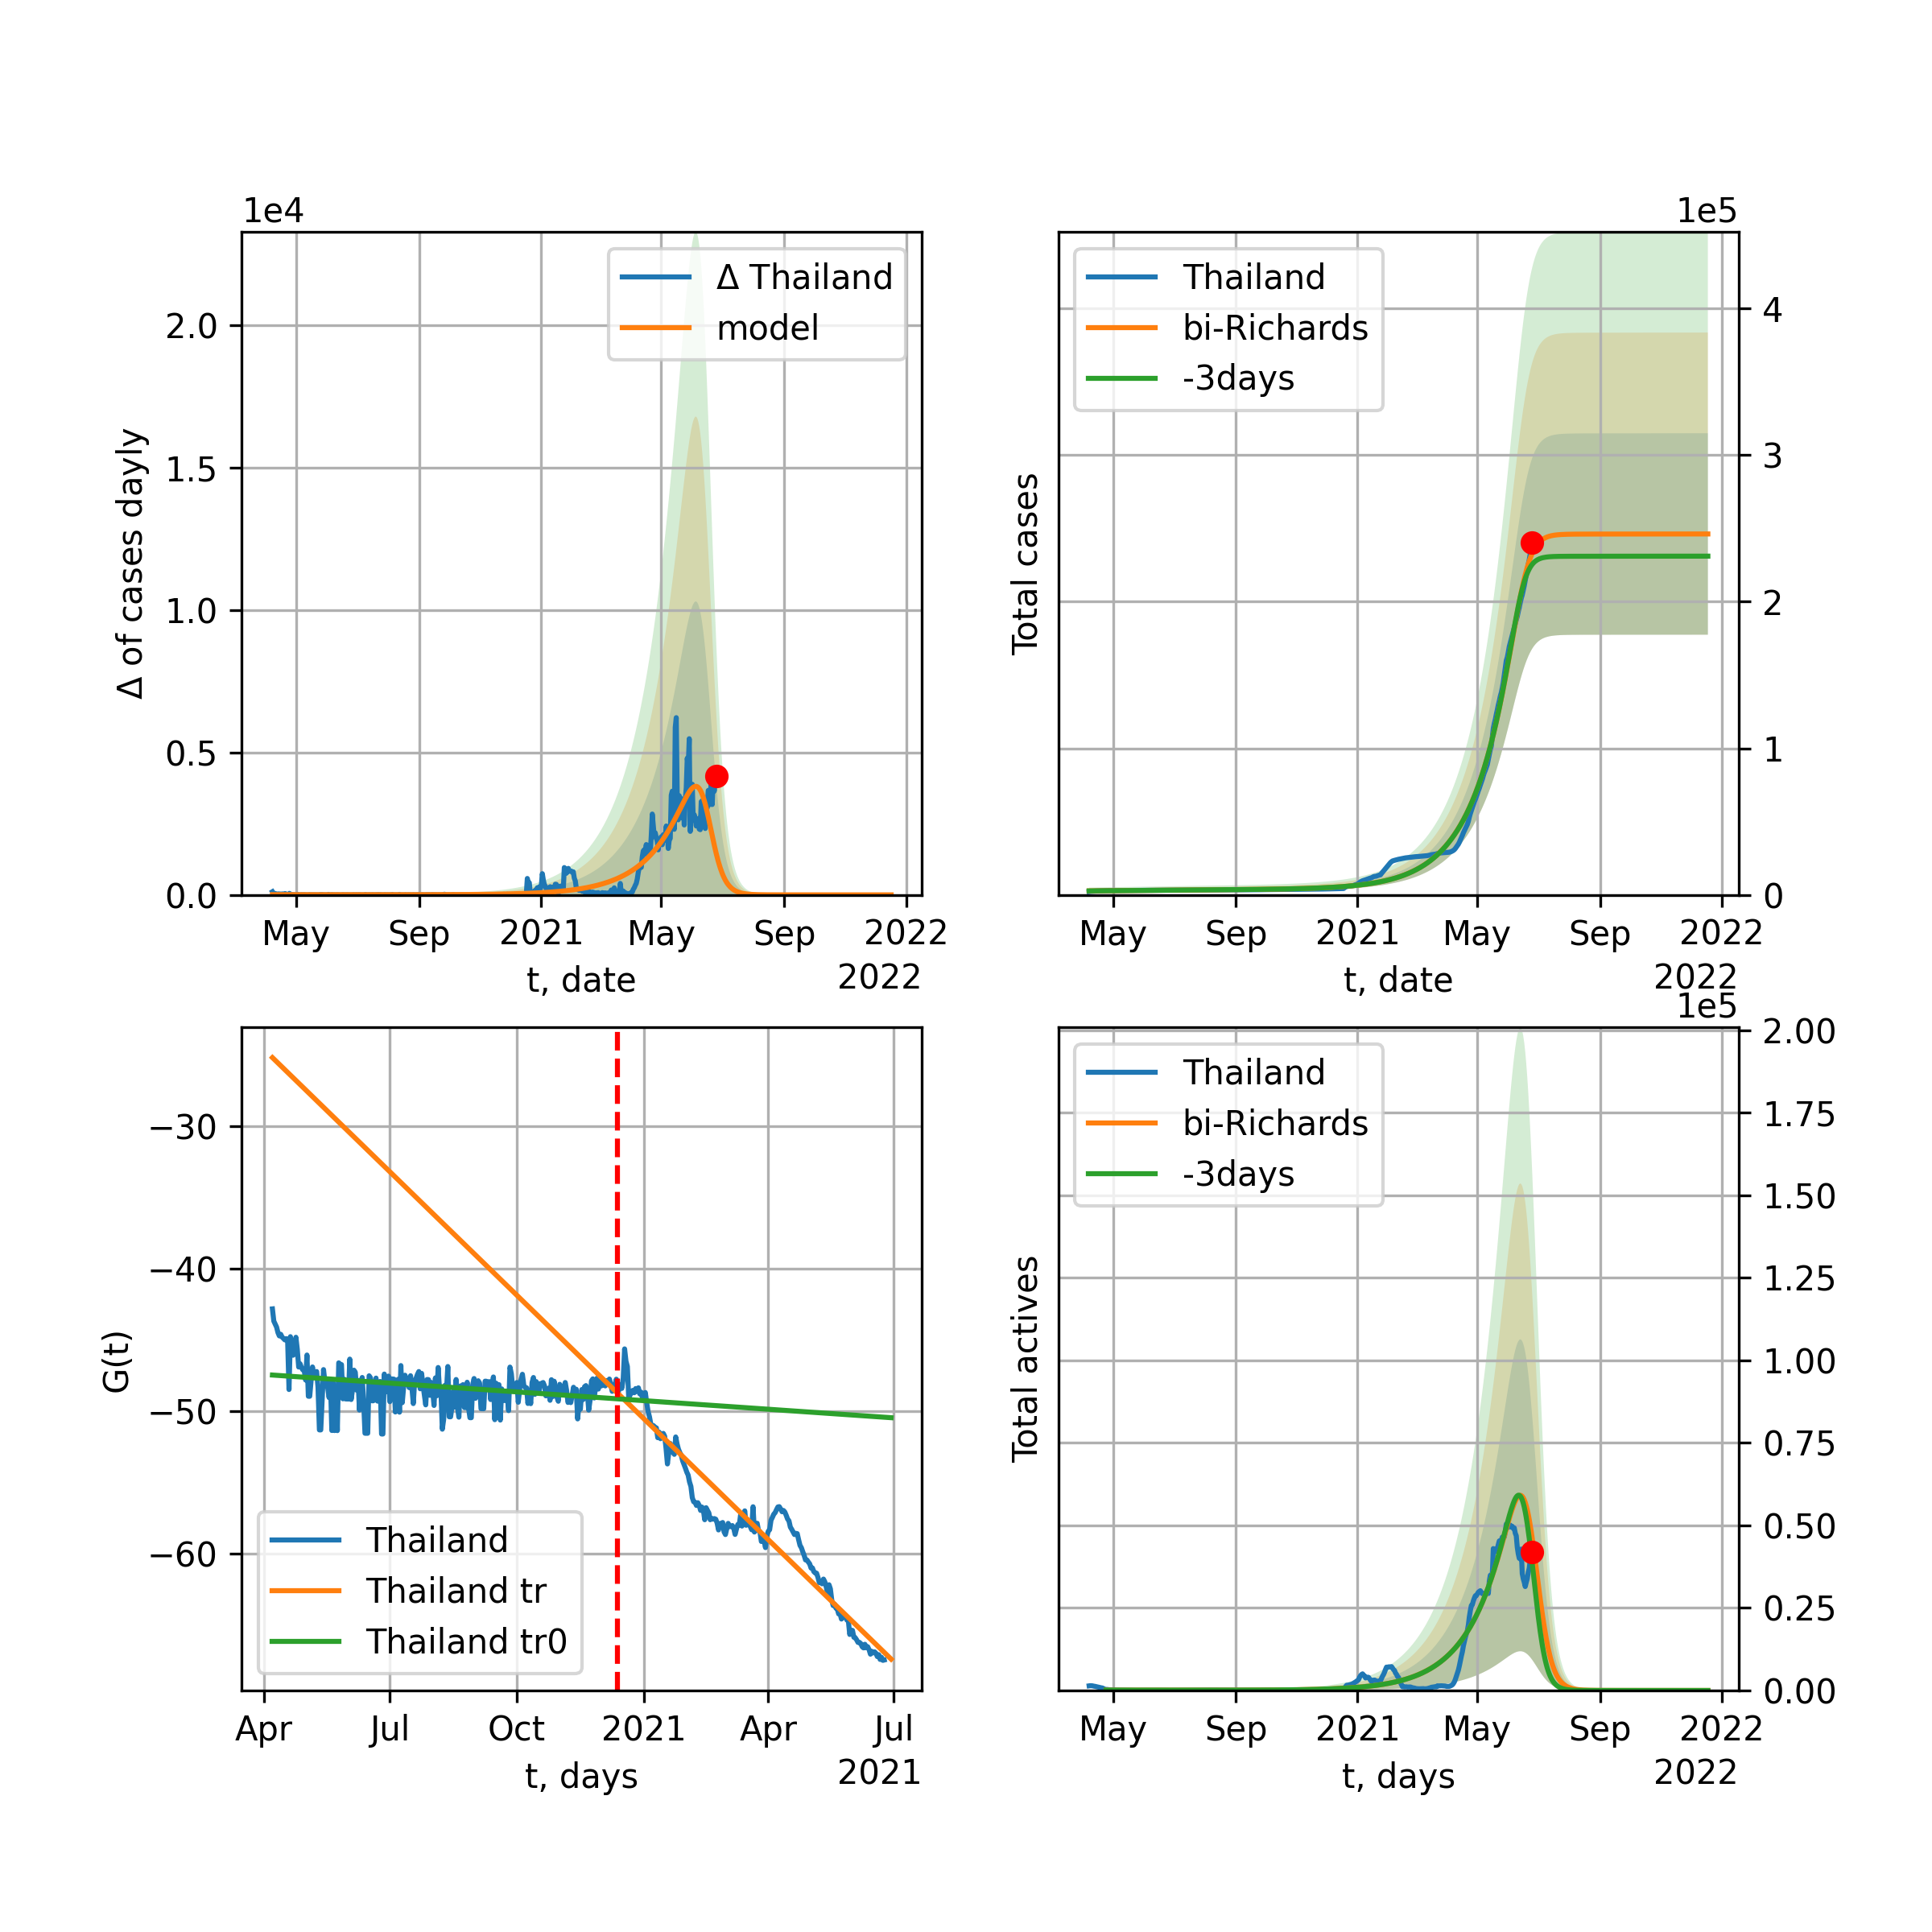 1e4
Δ Thailand
model
2.0
1.5
1.0
0.5
0.0
Δ of cases dayly
May Sep 2021 May Sep 2022
t, date
2022
1e5
Thailand
bi-Richards
-3days
4
3
2
1
0
Total cases
May Sep 2021 May Sep 2022
t, date
2022
−30
−40
−50
−60
G(t)
Thailand
Thailand tr
Thailand tr0
Apr Jul Oct 2021 Apr Jul
t, days
2021
1e5
Thailand
bi-Richards
-3days
2.00
1.75
1.50
1.25
1.00
0.75
0.50
0.25
0.00
Total actives
May Sep 2021 May Sep 2022
t, days
2022